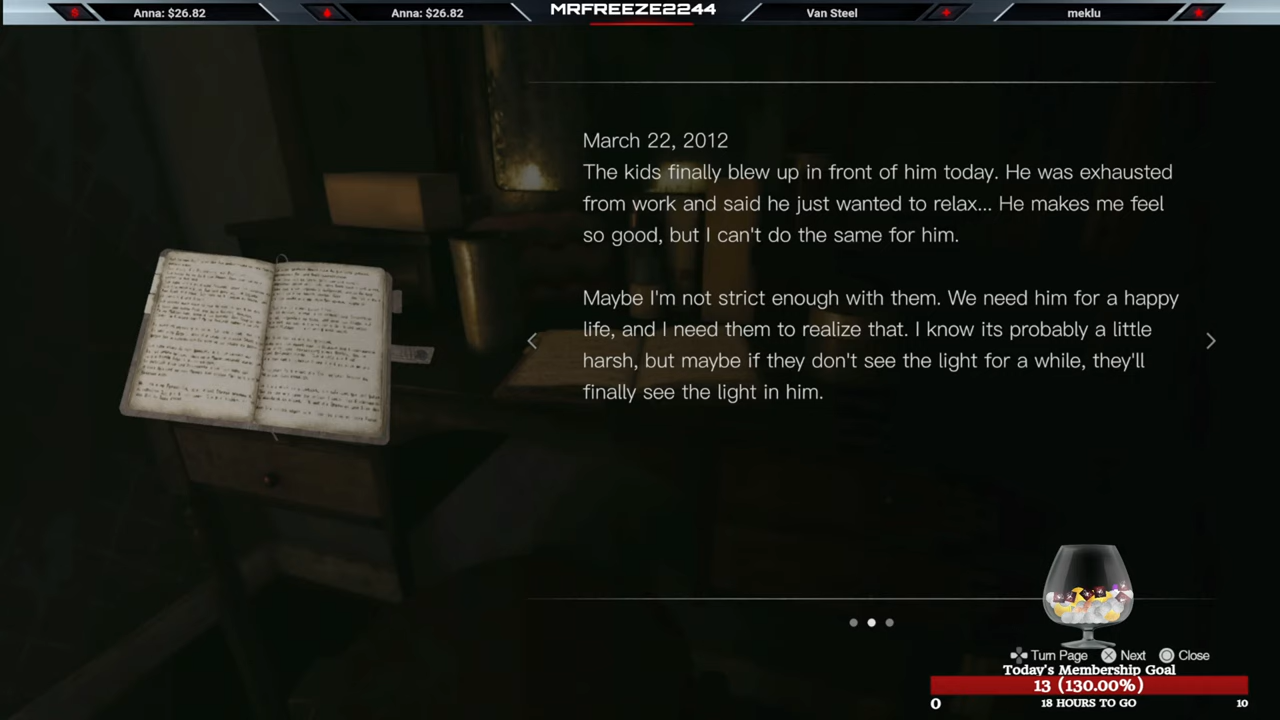 Anna: $26.82
Anna: $26.82
MRFREEZE2244
Van Steel
meklu
March 22, 2012
The kids finally blew up in front of him today. He was exhausted
from work and said he just wanted to relax... He makes me feel
so good, but I can't do the same for him.
Maybe I'm not strict enough with them. We need him for a happy
life, and I need them to realize that. I know its probably a little
harsh, but maybe if they don't see the light for a while, they'll
finally see the light in him.
Turn Page Next Close
Today's Membership Goal
13 (130.00%)
0 18 HOURS TO GO 10